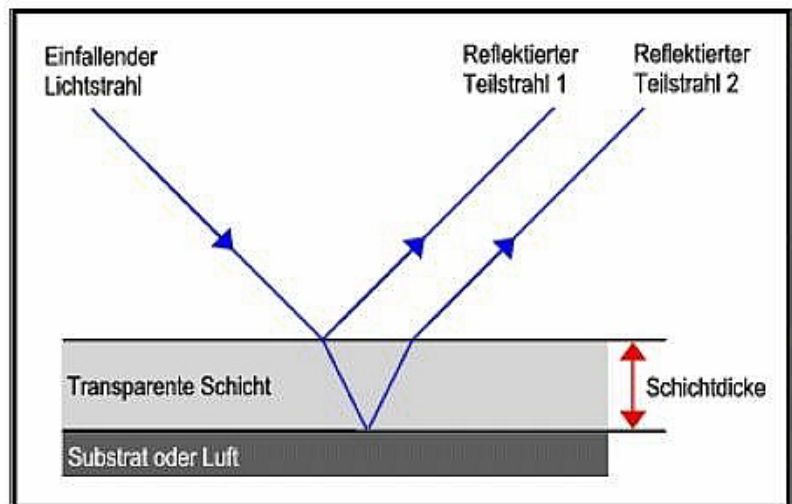 Einfallender
Lichtstrahl
Reflektierter
Teilstrahl 1
Reflektierter
Teilstrahl 2
Transparente Schicht
Schichtdicke
Substrat oder Luft